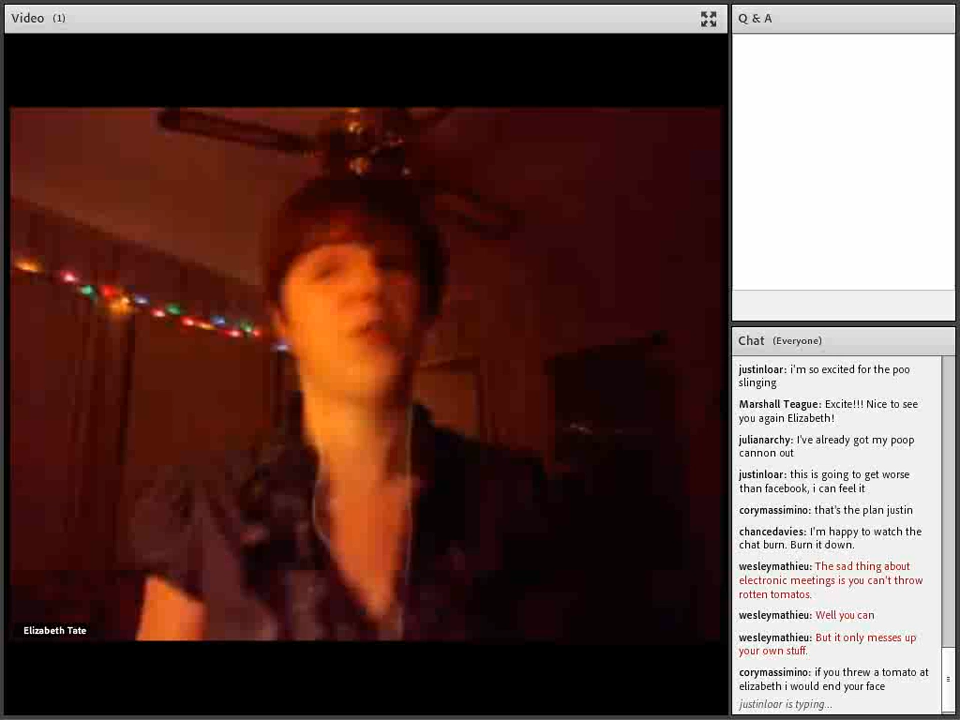 Video (1)
Elizabeth Tate
Q & A
Chat (Everyone)
justinloar: i'm so excited for the poo
slinging
Marshall Teague: Excite!!! Nice to see
you again Elizabeth!
julianarchy: I've already got my poop
cannon out
justinloar: this is going to get worse
than facebook, i can feel it
corymassimino: that's the plan justin
chancedavies: I'm happy to watch the
chat burn. Burn it down.
wesleymathieu: The sad thing about
electronic meetings is you can't throw
rotten tomatos.
wesleymathieu: Well you can
wesleymathieu: But it only messes up
your own stuff.
corymassimino: if you threw a tomato at
elizabeth i would end your face
justinloar is typing...